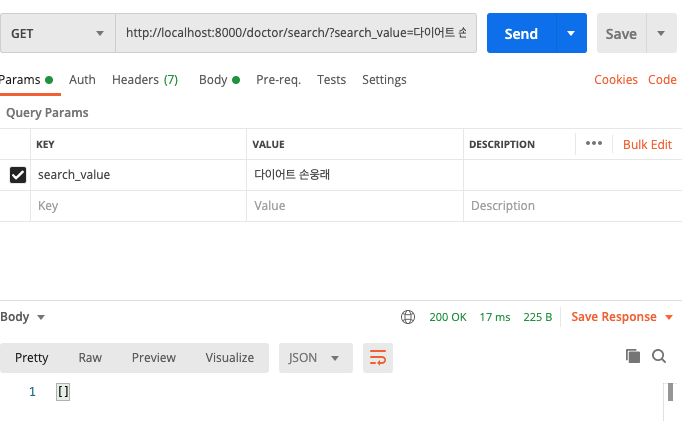 GET http://localhost:8000/doctor/search/?search_value=다이어트 손 Send Save
Params Auth Headers (7) Body Pre-req. Tests Settings Cookies Code
Query Params
KEY VALUE DESCRIPTION ••• Bulk Edit
search_value 다이어트 손웅래
Key Value Description
Body 200 OK 17 ms 225 B Save Response
Pretty Raw Preview Visualize JSON
1 []